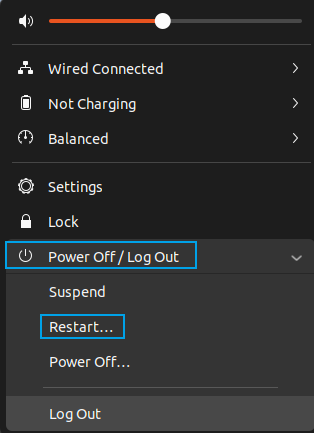 Wired Connected
Not Charging
Balanced
Settings
Lock
Power Off / Log Out
Suspend
Restart…
Power Off…
Log Out